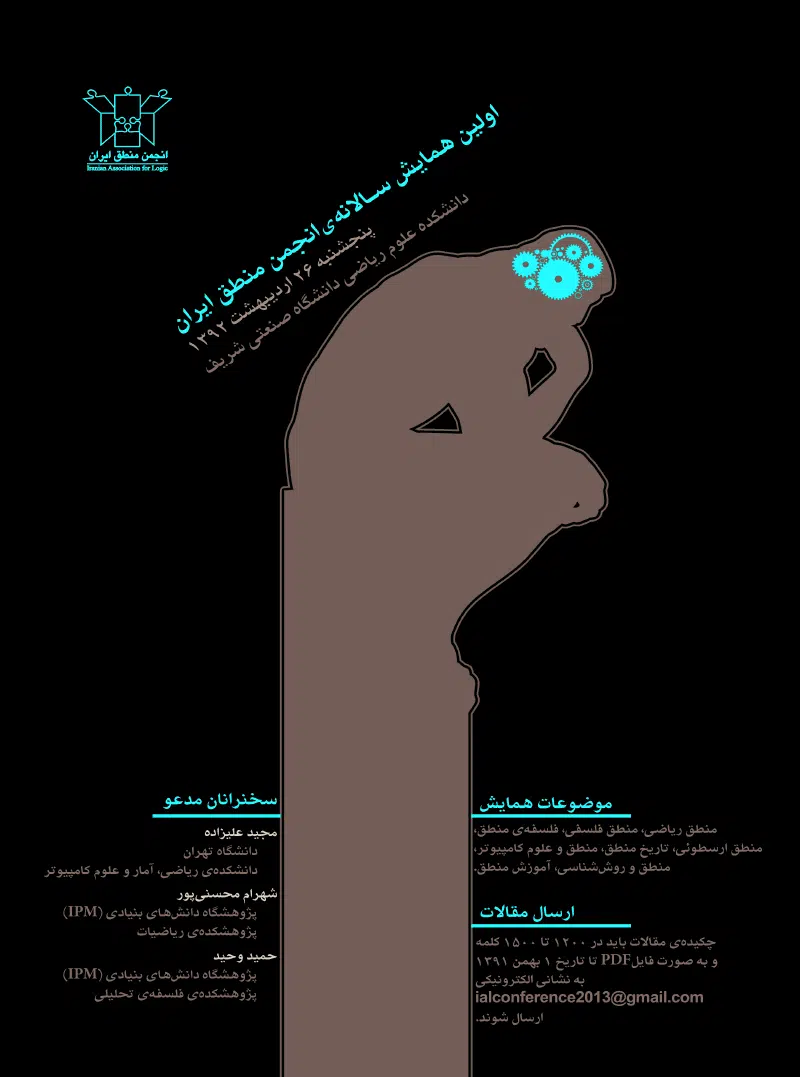 انجمن منطق ایران
Iranian Association for Logic
اولین همایش سالانه‌ی انجمن منطق ایران
پنجشنبه ۲۶ اردیبهشت ۱۳۹۲
دانشکده علوم ریاضی دانشگاه صنعتی شریف
موضوعات همایش
منطق ریاضی، منطق فلسفی، فلسفه‌ی منطق،
منطق ارسطوئی، تاریخ منطق، منطق و علوم کامپیوتر،
منطق و روش‌شناسی، آموزش منطق.
ارسال مقالات
چکیده‌ی مقالات باید در ۱۲۰۰ تا ۱۵۰۰ کلمه
و به صورت فایل PDF تا تاریخ ۱ بهمن ۱۳۹۱
به نشانی الکترونیکی
ialconference2013@gmail.com
ارسال شوند.
سخنرانان مدعو
مجید علیزاده
دانشگاه تهران
دانشکده‌ی ریاضی، آمار و علوم کامپیوتر
شهرام محسنی‌پور
پژوهشگاه دانش‌های بنیادی (IPM)
پژوهشکده‌ی ریاضیات
حمید وحید
پژوهشگاه دانش‌های بنیادی (IPM)
پژوهشکده‌ی فلسفه‌ی تحلیلی